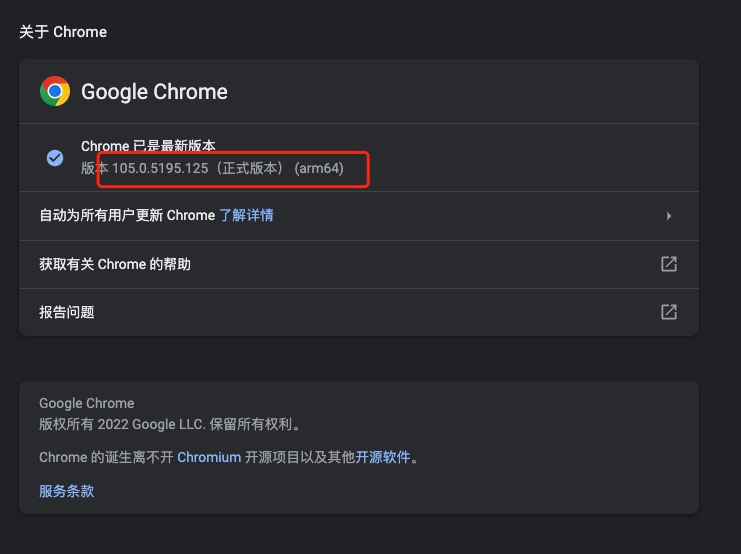 关于 Chrome
Google Chrome
Chrome 已是最新版本
版本 105.0.5195.125（正式版本） (arm64)
自动为所有用户更新 Chrome 了解详情
获取有关 Chrome 的帮助
报告问题
Google Chrome
版权所有 2022 Google LLC. 保留所有权利。
Chrome 的诞生离不开 Chromium 开源项目以及其他开源软件。
服务条款